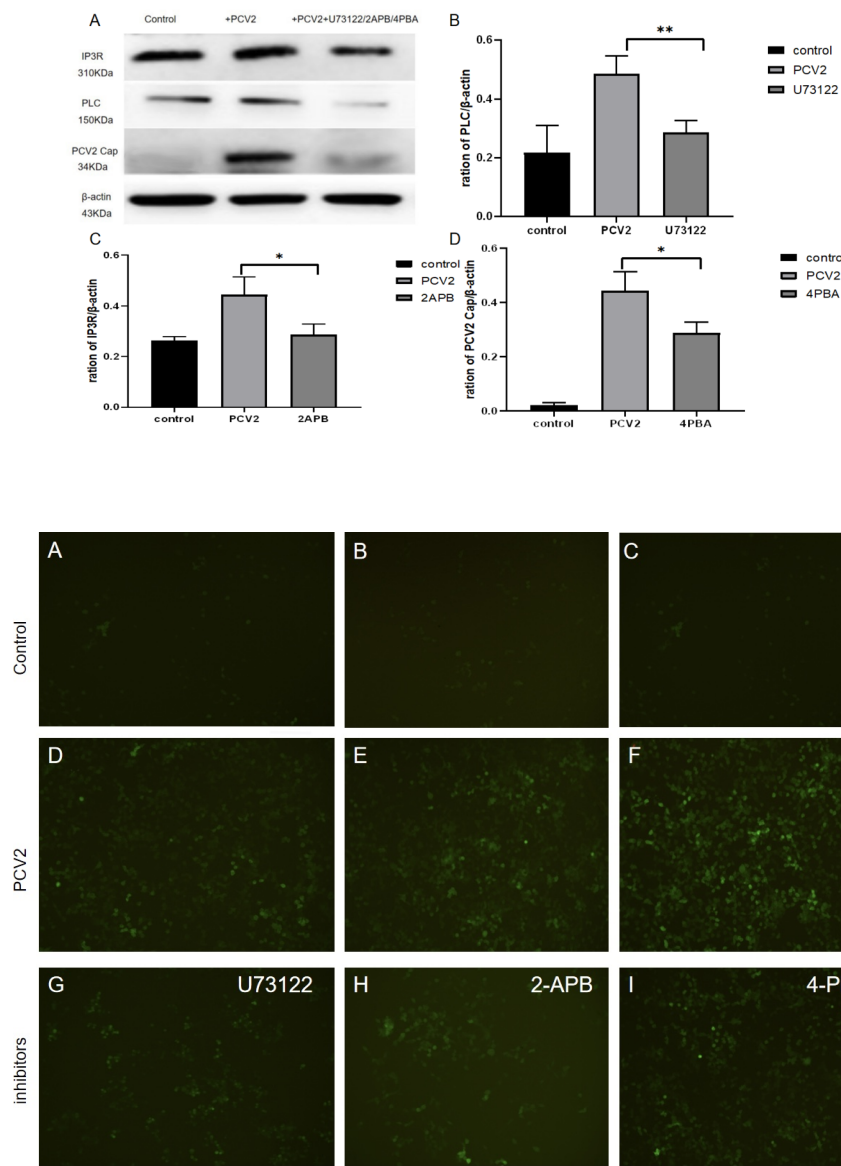 A
Control
+PCV2
+PCV2+U73122/2APB/4PBA
IP3R
310KDa
PLC
150KDa
PCV2 Cap
34KDa
β-actin
43KDa
B
ration of PLC/β-actin
0.6
0.4
0.2
0.0
**
control
PCV2
U73122
control
PCV2
U73122
C
ration of IP3R/β-actin
0.6
0.4
0.2
0.0
*
control
PCV2
2APB
control
PCV2
2APB
D
ration of PCV2 Cap/β-actin
0.6
0.4
0.2
0.0
*
control
PCV2
4PBA
contro
PCV2
4PBA
Control
A
B
C
PCV2
D
E
F
inhibitors
G U73122
H 2-APB
I 4-P